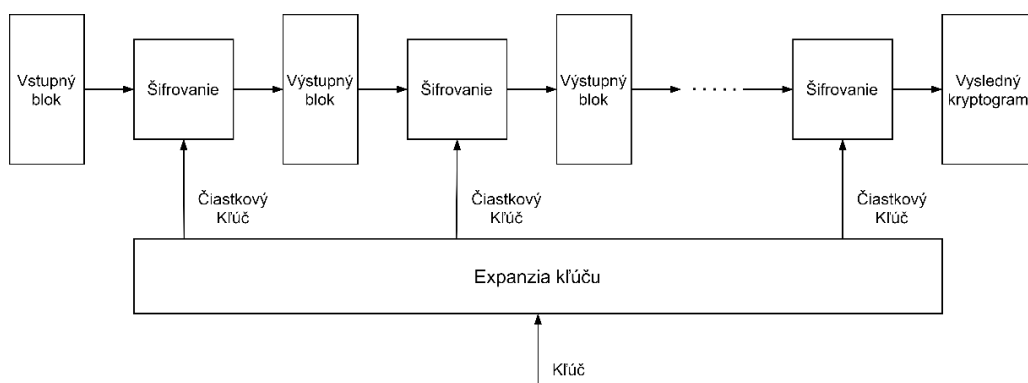 Vstupný
blok
Šifrovanie
Výstupný
blok
Šifrovanie
Výstupný
blok
Šifrovanie
Vysledný
kryptogram
Čiastkový
Kľúč
Čiastkový
Kľúč
Čiastkový
Kľúč
Expanzia kľúču
Kľúč